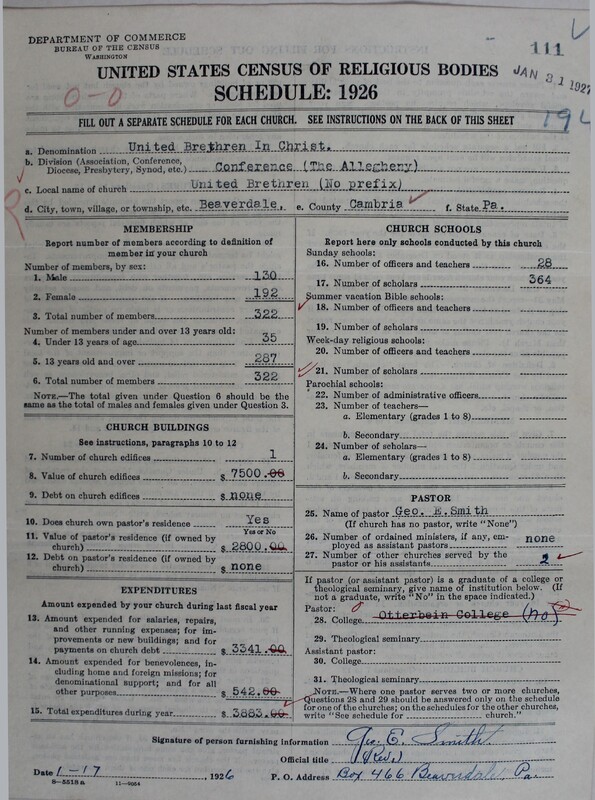 DEPARTMENT OF COMMERCE
BUREAU OF THE CENSUS
WASHINGTON
111
JAN 31 1927
UNITED STATES CENSUS OF RELIGIOUS BODIES
SCHEDULE: 1926
0-0
194
FILL OUT A SEPARATE SCHEDULE FOR EACH CHURCH. SEE INSTRUCTIONS ON THE BACK OF THIS SHEET
a. Denomination United Brethren In Christ.
b. Division (Association, Conference, Diocese, Presbytery, Synod, etc.) Conference (The Allegheny)
c. Local name of church United Brethren (No prefix)
d. City, town, village, or township, etc. Beaverdale. e. County Cambria f. State Pa.
MEMBERSHIP
Report number of members according to definition of
member in your church
Number of members, by sex:
1. Male 130
2. Female 192
3. Total number of members 322
Number of members under and over 13 years old:
4. Under 13 years of age 35
5. 13 years old and over 287
6. Total number of members 322
NOTE.—The total given under Question 6 should be the
same as the total of males and females given under Question 3.
CHURCH BUILDINGS
See instructions, paragraphs 10 to 12
7. Number of church edifices 1
8. Value of church edifices $ 7500.00
9. Debt on church edifices $ none
10. Does church own pastor's residence Yes
Yes or No
11. Value of pastor's residence (if owned by
church) $ 2800.00
12. Debt on pastor's residence (if owned by
church) $ none
EXPENDITURES
Amount expended by your church during last fiscal year
13. Amount expended for salaries, repairs,
and other running expenses; for im-
provements or new buildings; and for
payments on church debt $ 3341.00
14. Amount expended for benevolences, in-
cluding home and foreign missions; for
denominational support; and for all
other purposes $ 542.00
15. Total expenditures during year $ 3883.00
CHURCH SCHOOLS
Report here only schools conducted by this church
Sunday schools:
16. Number of officers and teachers 28
17. Number of scholars 364
Summer vacation Bible schools:
18. Number of officers and teachers
19. Number of scholars
Week-day religious schools:
20. Number of officers and teachers
21. Number of scholars
Parochial schools:
22. Number of administrative officers
23. Number of teachers—
a. Elementary (grades 1 to 8)
b. Secondary
24. Number of scholars—
a. Elementary (grades 1 to 8)
b. Secondary
PASTOR
25. Name of pastor Geo. E. Smith
(If church has no pastor, write "None")
26. Number of ordained ministers, if any, em-
ployed as assistant pastors none
27. Number of other churches served by the
pastor or his assistants 2
If pastor (or assistant pastor) is a graduate of a college or
theological seminary, give name of institution below. (If
not a graduate, write "No" in the space indicated.)
Pastor:
28. College Otterbein College (No)
29. Theological seminary
Assistant pastor:
30. College
31. Theological seminary
NOTE.—Where one pastor serves two or more churches,
Questions 28 and 29 should be answered only on the schedule
for one of the churches; on the schedules for the other churches,
write "See schedule for church."
Signature of person furnishing information Geo. E. Smith
Official title (Rev.)
Date 1-17, 1926 P. O. Address Box 466 Beaverdale, Pa.
8-5518a 11-9054